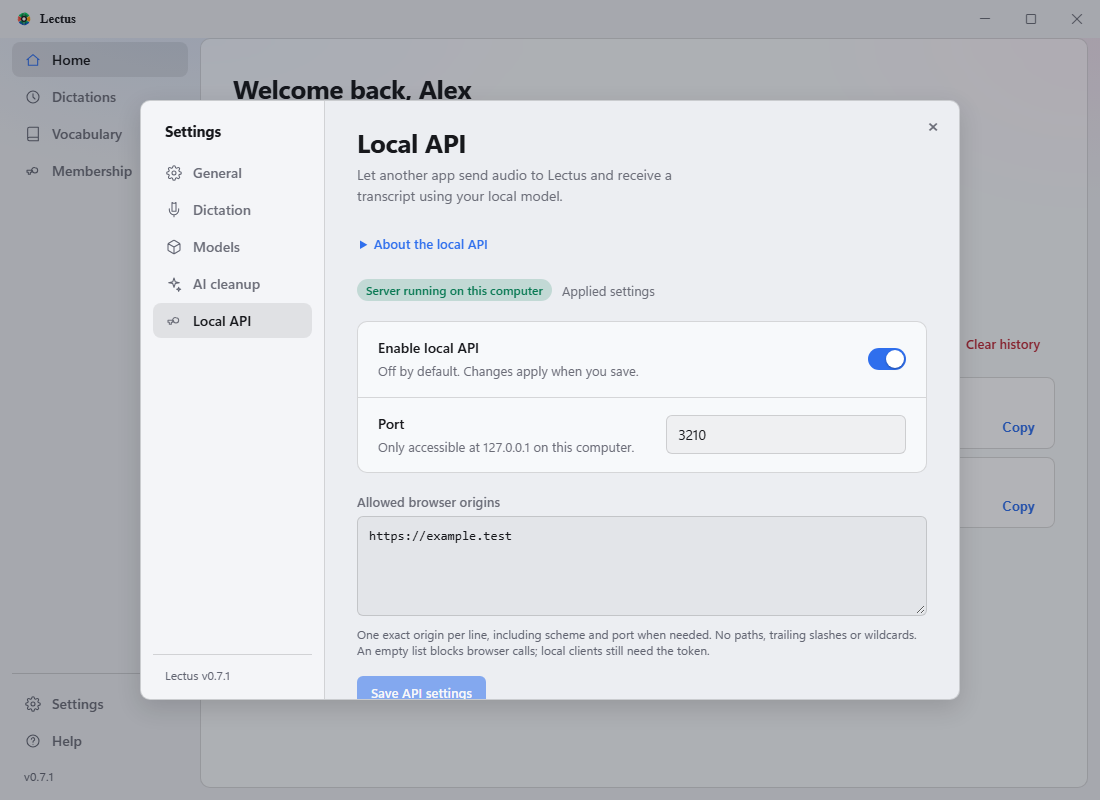 Lectus
Home
Dictations
Vocabulary
Membership
Settings
Help
v0.7.1
Welcome back, Alex
Clear history
Copy
Copy
Settings
General
Dictation
Models
AI cleanup
Local API
Lectus v0.7.1
Local API
Let another app send audio to Lectus and receive a
transcript using your local model.
About the local API
Server running on this computer
Applied settings
Enable local API
Off by default. Changes apply when you save.
Port
Only accessible at 127.0.0.1 on this computer.
3210
Allowed browser origins
https://example.test
One exact origin per line, including scheme and port when needed. No paths, trailing slashes or wildcards.
An empty list blocks browser calls; local clients still need the token.
Save API settings